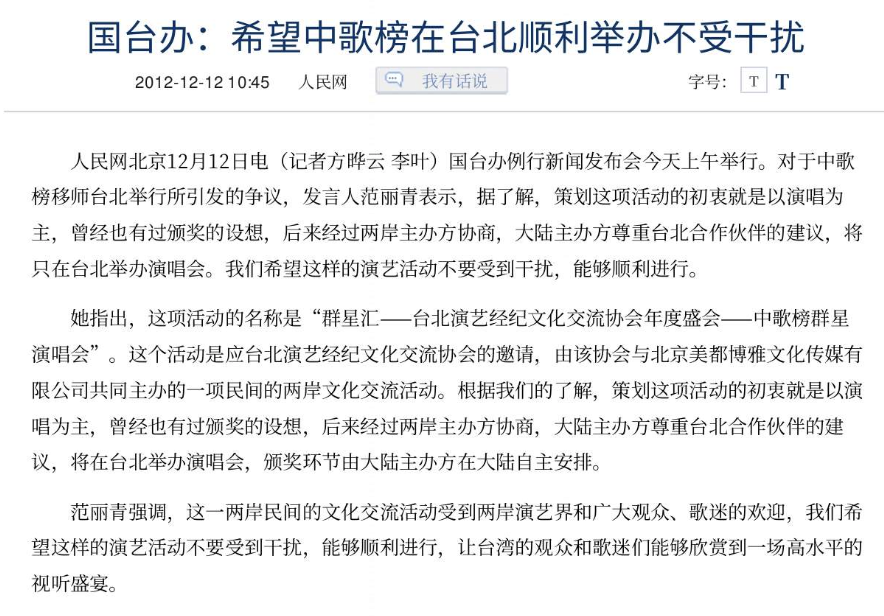 国台办：希望中歌榜在台北顺利举办不受干扰
2012-12-12 10:45 人民网 我有话说 字号： T T
人民网北京12月12日电（记者方晔云 李叶）国台办例行新闻发布会今天上午举行。对于中歌
榜移师台北举行所引发的争议，发言人范丽青表示，据了解，策划这项活动的初衷就是以演唱为
主，曾经也有过颁奖的设想，后来经过两岸主办方协商，大陆主办方尊重台北合作伙伴的建议，将
只在台北举办演唱会。我们希望这样的演艺活动不要受到干扰，能够顺利进行。
她指出，这项活动的名称是“群星汇——台北演艺经纪文化交流协会年度盛会——中歌榜群星
演唱会”。这个活动是应台北演艺经纪文化交流协会的邀请，由该协会与北京美都博雅文化传媒有
限公司共同主办的一项民间的两岸文化交流活动。根据我们的了解，策划这项活动的初衷就是以演
唱为主，曾经也有过颁奖的设想，后来经过两岸主办方协商，大陆主办方尊重台北合作伙伴的建
议，将在台北举办演唱会，颁奖环节由大陆主办方在大陆自主安排。
范丽青强调，这一两岸民间的文化交流活动受到两岸演艺界和广大观众、歌迷的欢迎，我们希
望这样的演艺活动不要受到干扰，能够顺利进行，让台湾的观众和歌迷们能够欣赏到一场高水平的
视听盛宴。